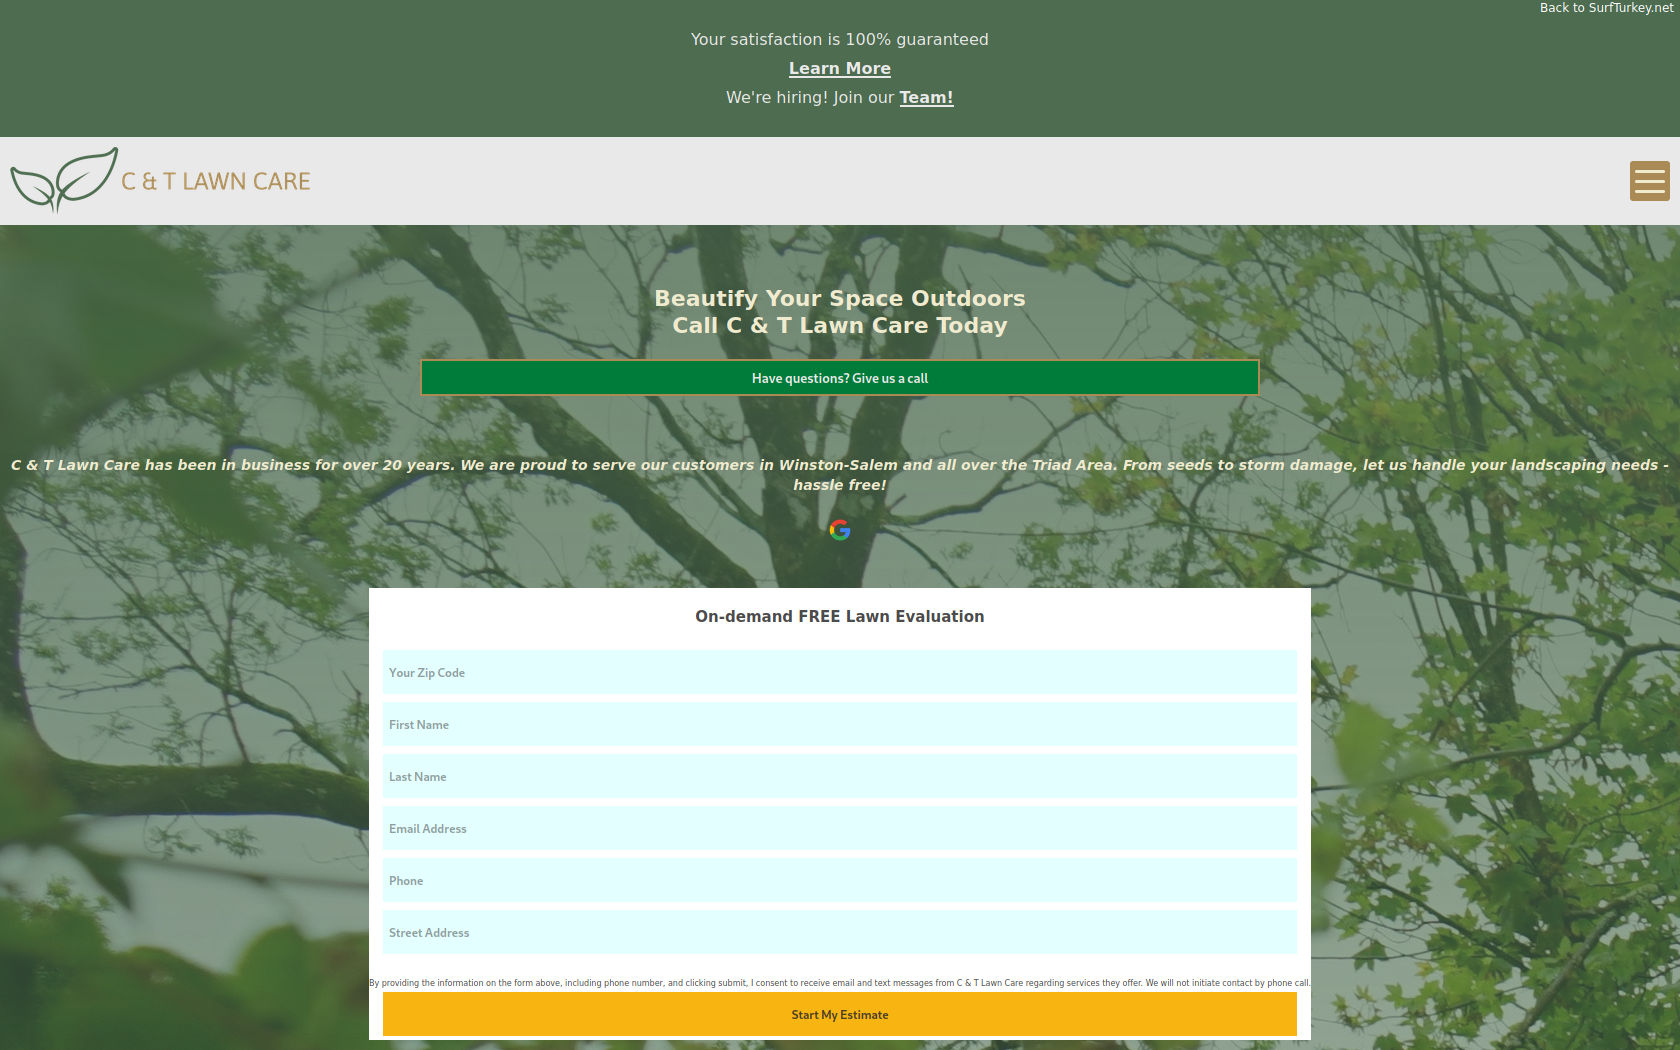 Back to SurfTurkey.net
Your satisfaction is 100% guaranteed
Learn More
We're hiring! Join our Team!
C & T LAWN CARE
Beautify Your Space Outdoors
Call C & T Lawn Care Today
Have questions? Give us a call
C & T Lawn Care has been in business for over 20 years. We are proud to serve our customers in Winston-Salem and all over the Triad Area. From seeds to storm damage, let us handle your landscaping needs -
hassle free!
On-demand FREE Lawn Evaluation
Your Zip Code
First Name
Last Name
Email Address
Phone
Street Address
By providing the information on the form above, including phone number, and clicking submit, I consent to receive email and text messages from C & T Lawn Care regarding services they offer. We will not initiate contact by phone call.
Start My Estimate